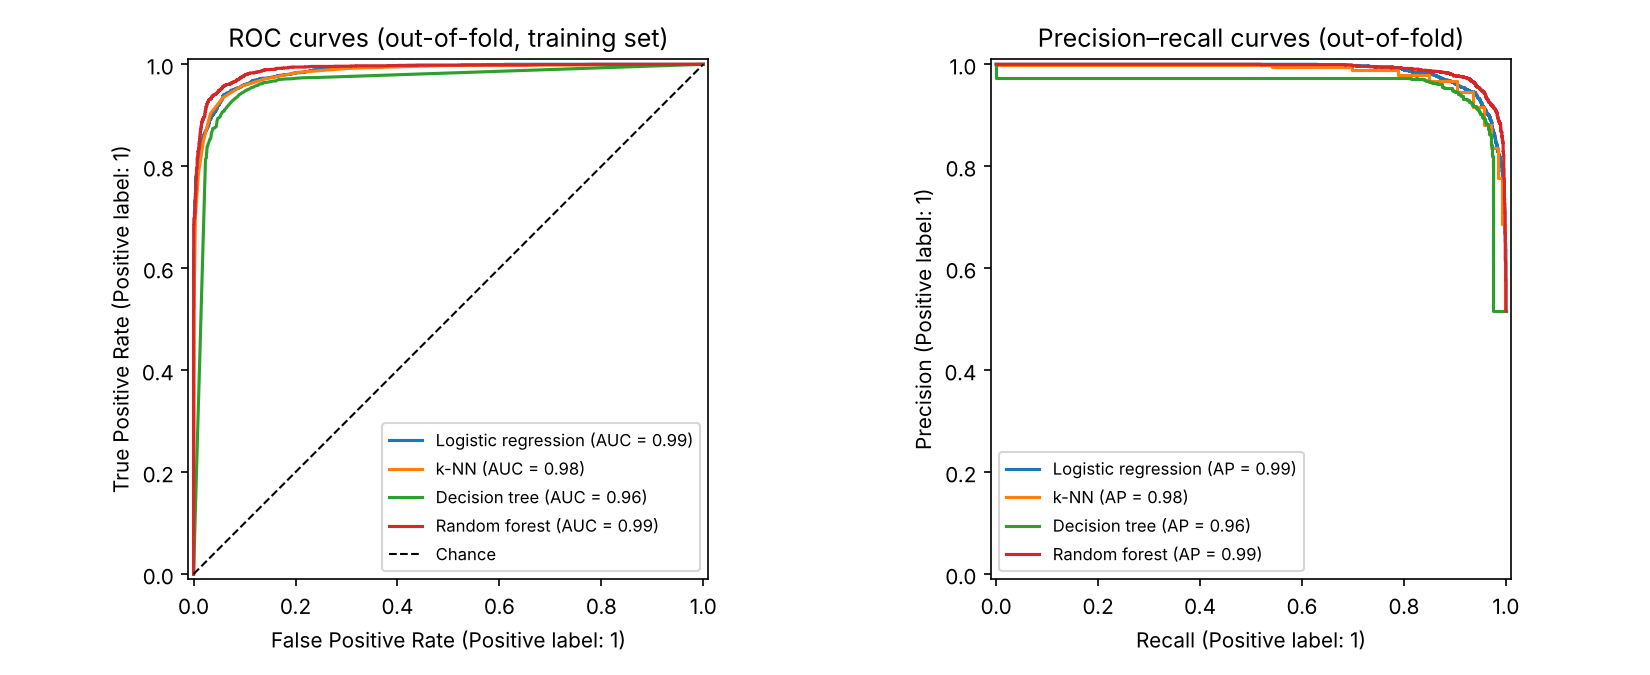 ROC curves (out-of-fold, training set)
1.0
0.8
0.6
0.4
0.2
0.0
True Positive Rate (Positive label: 1)
Logistic regression (AUC = 0.99)
k-NN (AUC = 0.98)
Decision tree (AUC = 0.96)
Random forest (AUC = 0.99)
Chance
0.0 0.2 0.4 0.6 0.8 1.0
False Positive Rate (Positive label: 1)
Precision–recall curves (out-of-fold)
1.0
0.8
0.6
0.4
0.2
0.0
Precision (Positive label: 1)
Logistic regression (AP = 0.99)
k-NN (AP = 0.98)
Decision tree (AP = 0.96)
Random forest (AP = 0.99)
0.0 0.2 0.4 0.6 0.8 1.0
Recall (Positive label: 1)